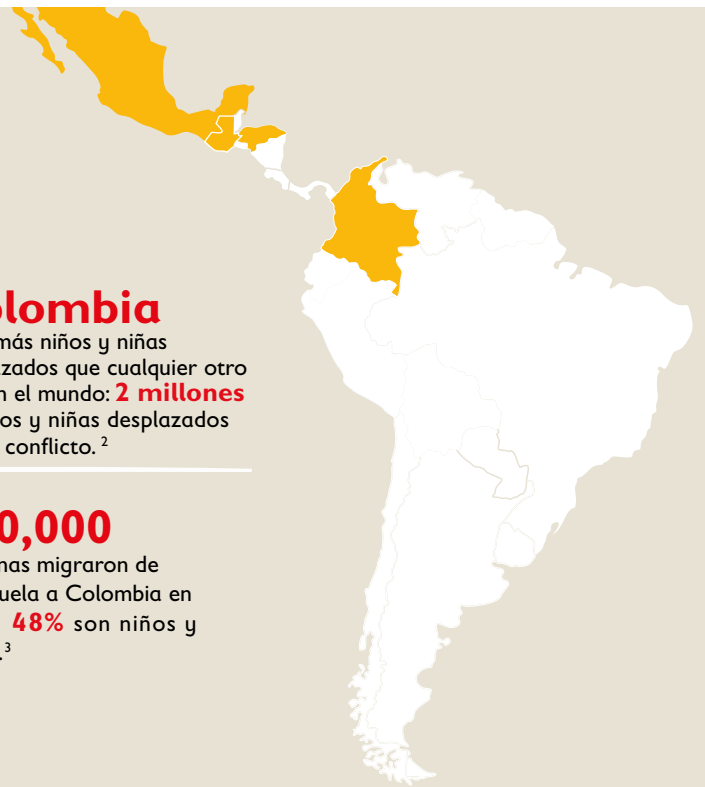 lombia
más niños y niñas
zados que cualquier otro
n el mundo: 2 millones
os y niñas desplazados
conflicto. 2
0,000
nas migraron de
uela a Colombia en
48% son niños y
.3